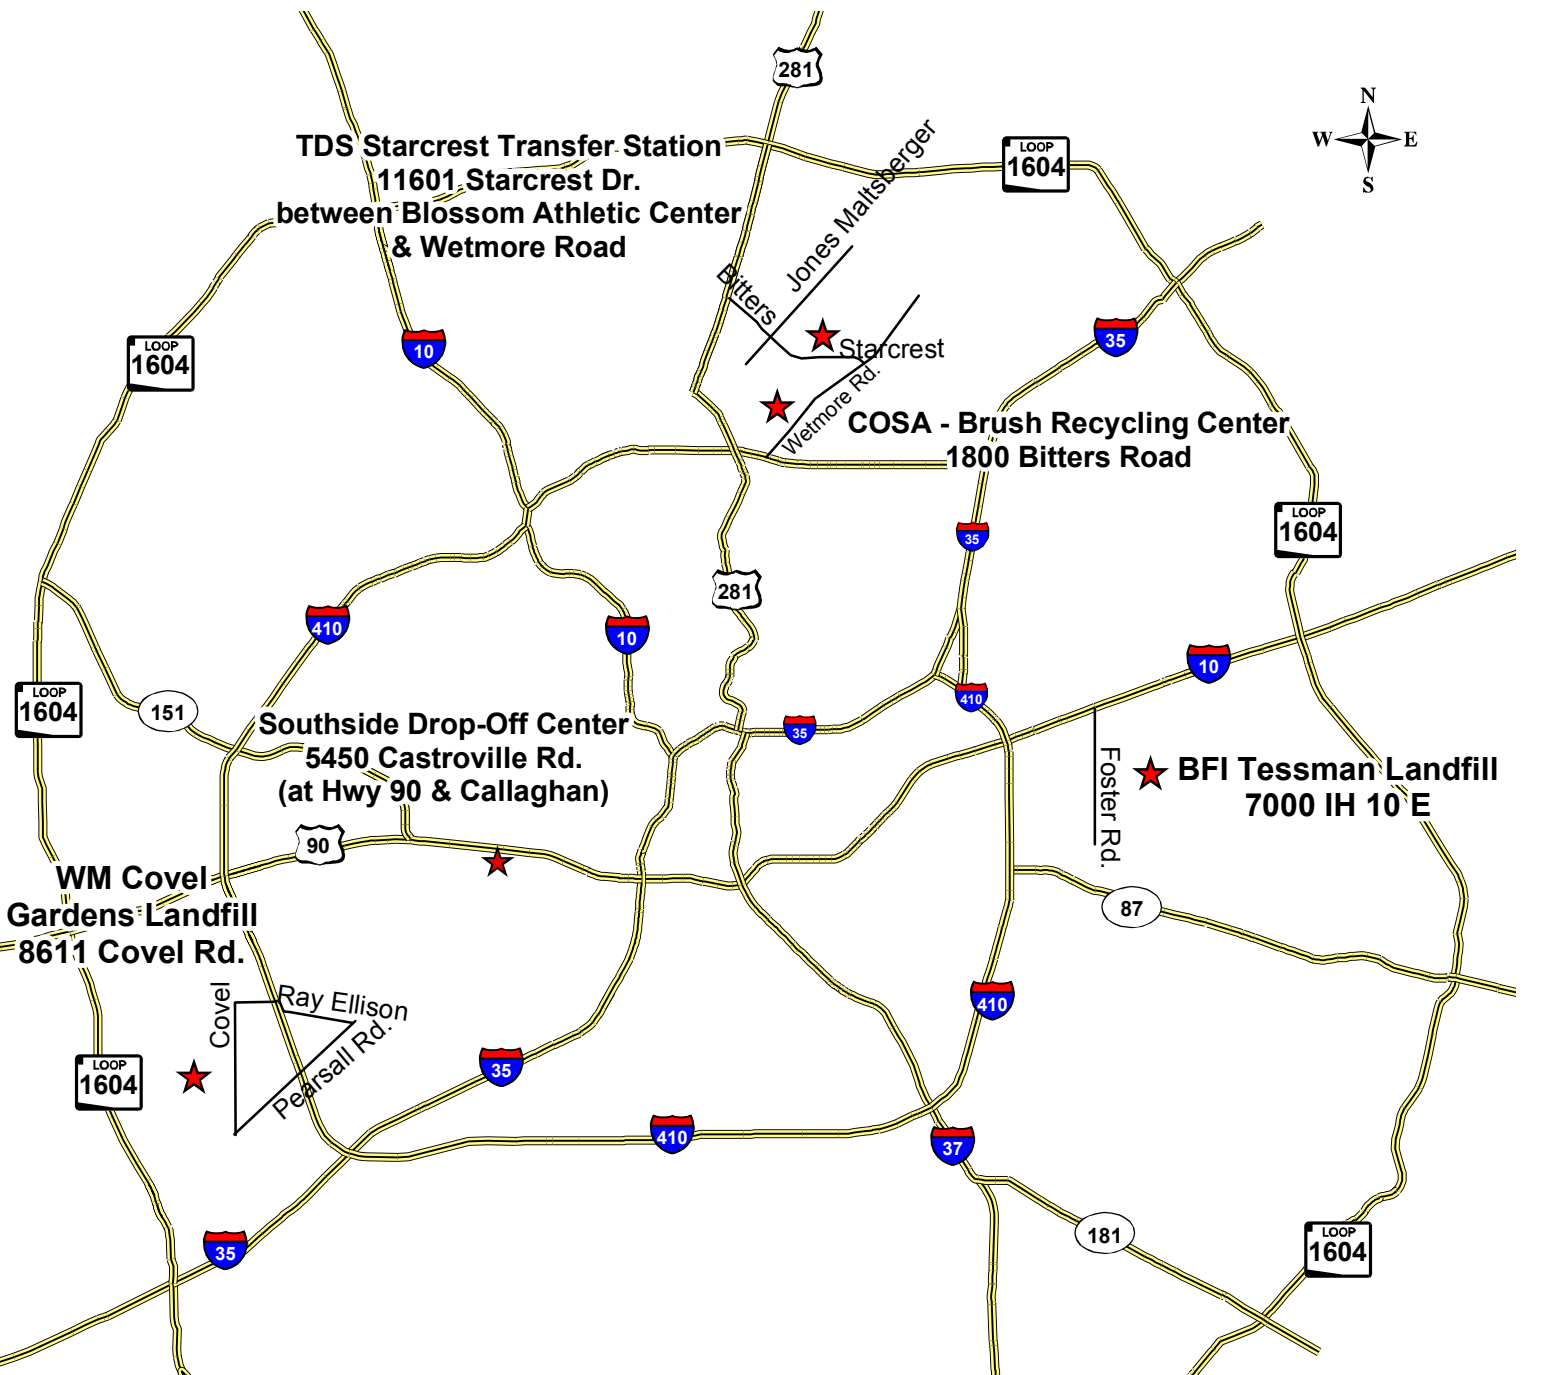 281
N
W E
S
TDS Starcrest Transfer Station
11601 Starcrest Dr.
between Blossom Athletic Center
& Wetmore Road
LOOP
1604
Jones Maltsberger
Bitters
LOOP
1604
10
35
Starcrest
Wetmore Rd.
COSA - Brush Recycling Center
1800 Bitters Road
LOOP
1604
35
281
410
10
10
410
LOOP
1604
151
35
Southside Drop-Off Center
5450 Castroville Rd.
(at Hwy 90 & Callaghan)
Foster Rd.
BFI Tessman Landfill
7000 IH 10 E
90
WM Covel
Gardens Landfill
8611 Covel Rd.
87
Covel
Ray Ellison
Pearsall Rd.
410
LOOP
1604
35
410
37
181
35
LOOP
1604